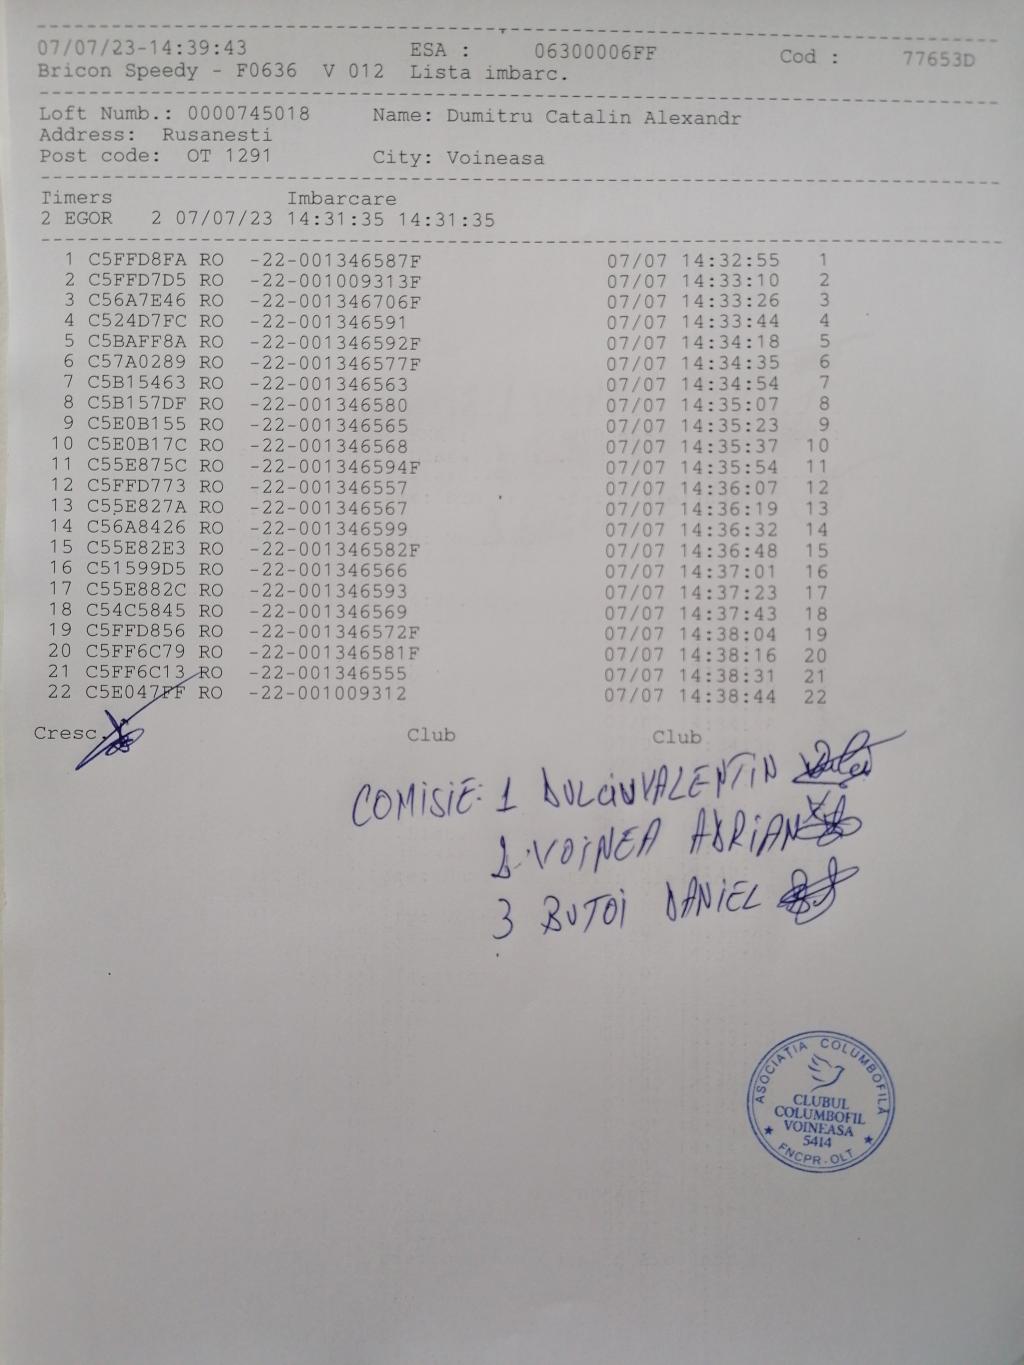 07/07/23-14:39:43 ESA : 06300006FF Cod : 77653D
Bricon Speedy - F0636 V 012 Lista imbarc.
Loft Numb.: 0000745018 Name: Dumitru Catalin Alexandr
Address: Rusanesti
Post code: OT 1291 City: Voineasa
Timers Imbarcare
2 EGOR 2 07/07/23 14:31:35 14:31:35
1 C5FFD8FA RO -22-001346587F 07/07 14:32:55 1
2 C5FFD7D5 RO -22-001009313F 07/07 14:33:10 2
3 C56A7E46 RO -22-001346706F 07/07 14:33:26 3
4 C524D7FC RO -22-001346591 07/07 14:33:44 4
5 C5BAFF8A RO -22-001346592F 07/07 14:34:18 5
6 C57A0289 RO -22-001346577F 07/07 14:34:35 6
7 C5B15463 RO -22-001346563 07/07 14:34:54 7
8 C5B157DF RO -22-001346580 07/07 14:35:07 8
9 C5E0B155 RO -22-001346565 07/07 14:35:23 9
10 C5E0B17C RO -22-001346568 07/07 14:35:37 10
11 C55E875C RO -22-001346594F 07/07 14:35:54 11
12 C5FFD773 RO -22-001346557 07/07 14:36:07 12
13 C55E827A RO -22-001346567 07/07 14:36:19 13
14 C56A8426 RO -22-001346599 07/07 14:36:32 14
15 C55E82E3 RO -22-001346582F 07/07 14:36:48 15
16 C51599D5 RO -22-001346566 07/07 14:37:01 16
17 C55E882C RO -22-001346593 07/07 14:37:23 17
18 C54C5845 RO -22-001346569 07/07 14:37:43 18
19 C5FFD856 RO -22-001346572F 07/07 14:38:04 19
20 C5FF6C79 RO -22-001346581F 07/07 14:38:16 20
21 C5FF6C13 RO -22-001346555 07/07 14:38:31 21
22 C5E047FF RO -22-001009312 07/07 14:38:44 22
Cresc. Club Club
COMISIE: 1 DULCINVALENTIN
2 VOINEA ADRIAN
3 BUTOI DANIEL
ASOCIAȚIA COLUMBOFILĂ
CLUBUL
COLUMBOFIL
VOINEASA
5414
FNCPR-OLT